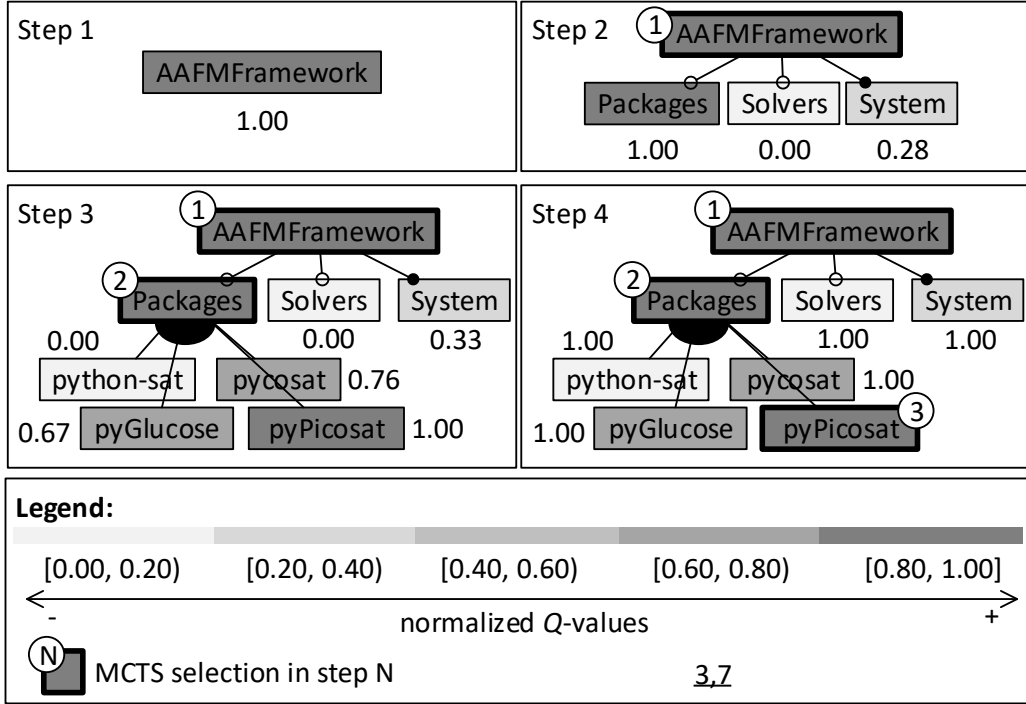 Step 1
AAFMFramework
1.00
Step 2
1
AAFMFramework
Packages Solvers System
1.00 0.00 0.28
Step 3
1
AAFMFramework
2
Packages Solvers System
0.00 0.00 0.33
python-sat pycosat 0.76
0.67 pyGlucose pyPicosat 1.00
Step 4
1
AAFMFramework
2
Packages Solvers System
1.00 1.00 1.00
python-sat pycosat 1.00
3
1.00 pyGlucose pyPicosat
Legend:
[0.00, 0.20) [0.20, 0.40) [0.40, 0.60) [0.60, 0.80) [0.80, 1.00]
- normalized Q-values +
N MCTS selection in step N 3,7